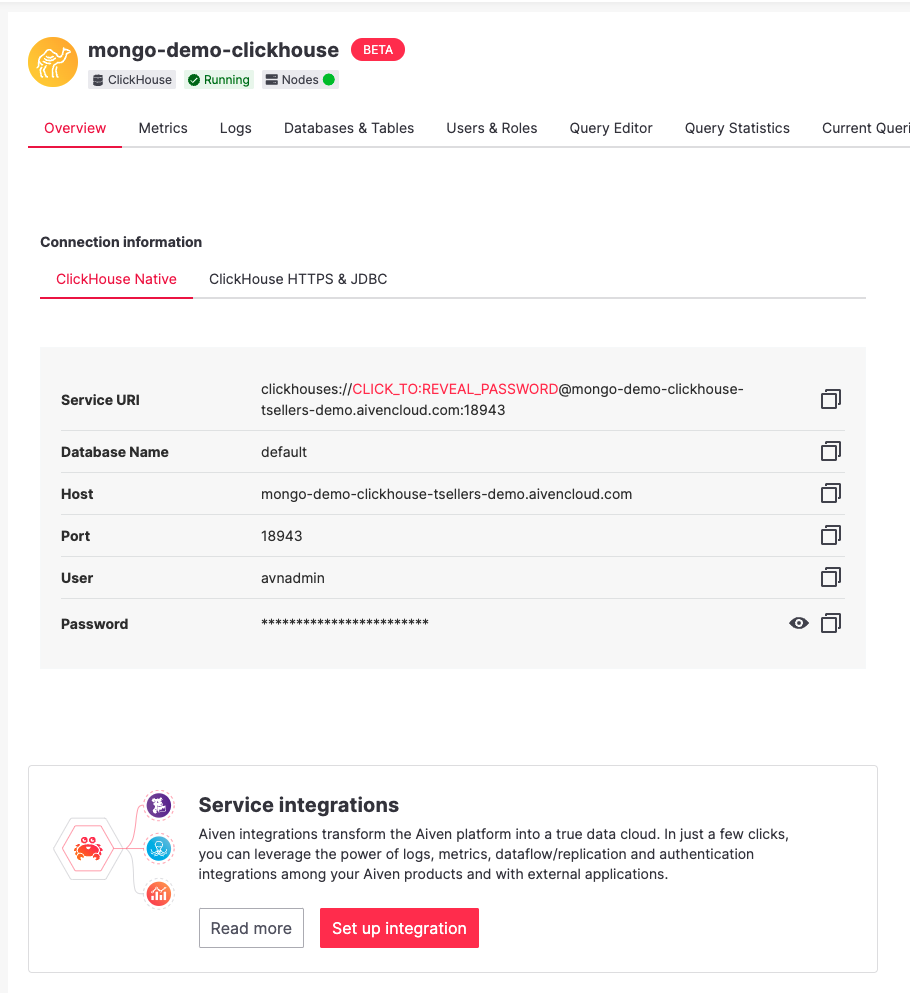 mongo-demo-clickhouse BETA
ClickHouse Running Nodes
Overview Metrics Logs Databases & Tables Users & Roles Query Editor Query Statistics Current Queri
Connection information
ClickHouse Native ClickHouse HTTPS & JDBC
Service URI clickhouses://CLICK_TO:REVEAL_PASSWORD@mongo-demo-clickhouse-
tsellers-demo.aivencloud.com:18943
Database Name default
Host mongo-demo-clickhouse-tsellers-demo.aivencloud.com
Port 18943
User avnadmin
Password ************************
Service integrations
Aiven integrations transform the Aiven platform into a true data cloud. In just a few clicks,
you can leverage the power of logs, metrics, dataflow/replication and authentication
integrations among your Aiven products and with external applications.
Read more Set up integration